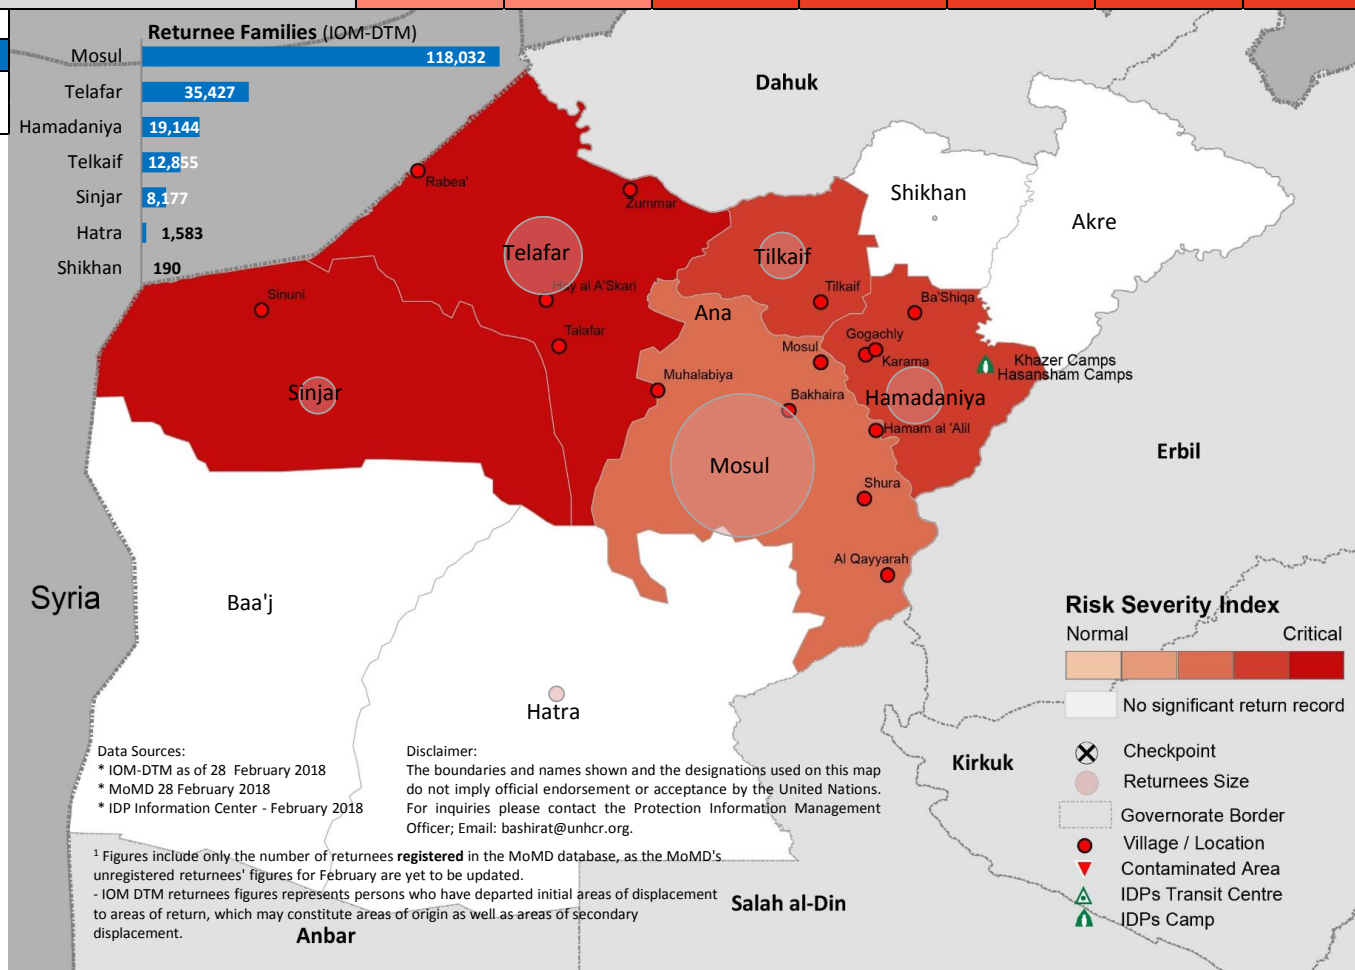 Returnee Families (IOM-DTM)
Mosul 118,032
Telafar 35,427
Hamadaniya 19,144
Telkaif 12,855
Sinjar 8,177
Hatra 1,583
Shikhan 190
Dahuk
Shikhan
Akre
Rabea'
Zummar
Telafar
Tilkaif
Hay al A'Skari
Sinuni
Talafar
Ana
Tilkaif
Ba'Shiqa
Gogachly
Mosul
Karama
Khazer Camps
Hasansham Camps
Muhalabiya
Sinjar
Bakhaira
Hamadaniya
Hamam al 'Alil
Erbil
Mosul
Shura
Al Qayyarah
Syria
Baa'j
Hatra
Kirkuk
Salah al-Din
Anbar
Risk Severity Index
Normal Critical
No significant return record
Checkpoint
Returnees Size
Governorate Border
Village / Location
Contaminated Area
IDPs Transit Centre
IDPs Camp
Data Sources:
* IOM-DTM as of 28 February 2018
* MoMD 28 February 2018
* IDP Information Center - February 2018
Disclaimer:
The boundaries and names shown and the designations used on this map
do not imply official endorsement or acceptance by the United Nations.
For inquiries please contact the Protection Information Management
Officer; Email: bashirat@unhcr.org.
¹ Figures include only the number of returnees registered in the MoMD database, as the MoMD's
unregistered returnees' figures for February are yet to be updated.
- IOM DTM returnees figures represents persons who have departed initial areas of displacement
to areas of return, which may constitute areas of origin as well as areas of secondary
displacement.